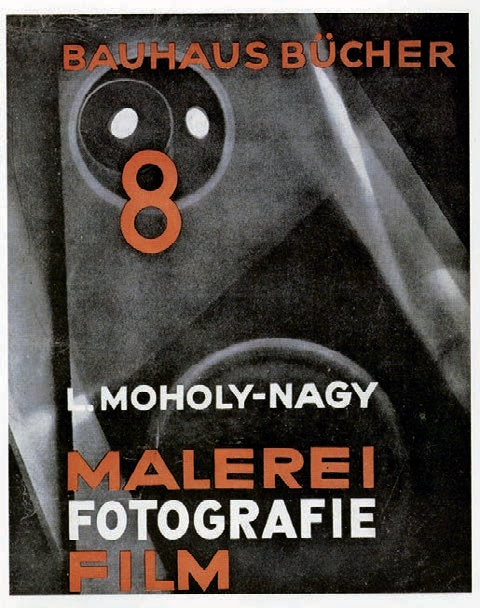 BAUHAUS BÜCHER
8
L. MOHOLY-NAGY
MALEREI
FOTOGRAFIE
FILM